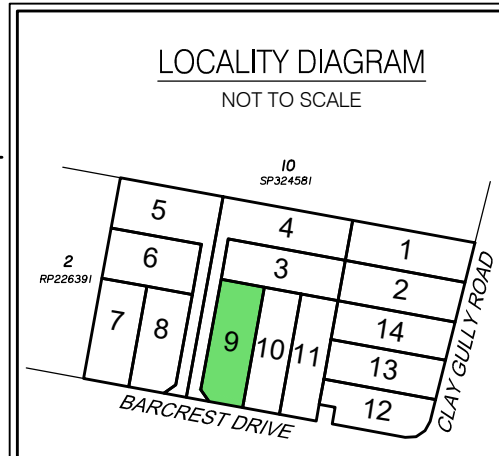 LOCALITY DIAGRAM
NOT TO SCALE
10
SP324581
5
4
1
6
3
2
2
RP226391
7
8
9
10
11
14
13
12
BARCREST DRIVE
CLAY GULLY ROAD